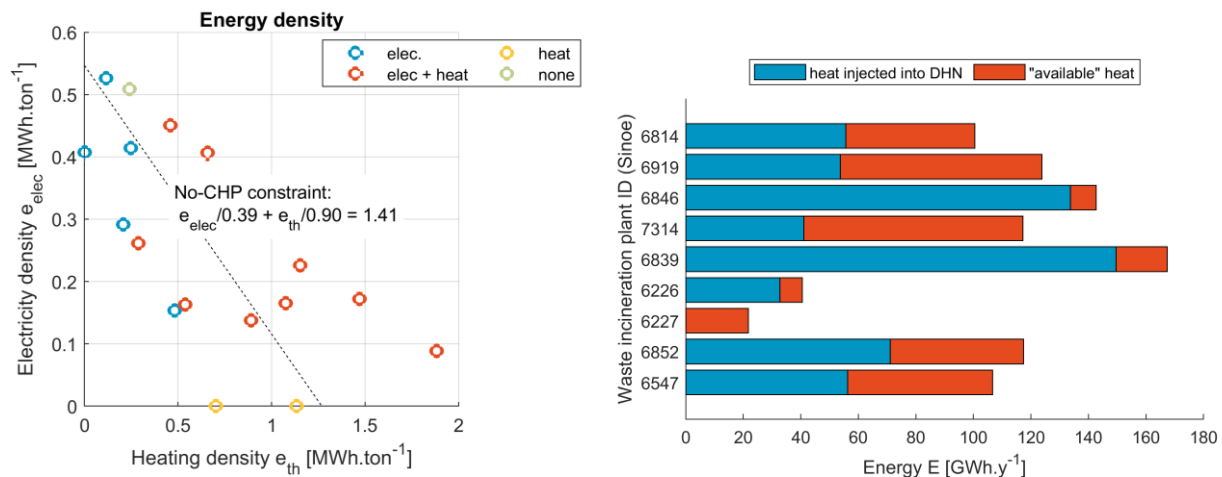 Energy density
elec.
heat
elec + heat
none
0.6
0.5
0.4
0.3
0.2
0.1
0
Electricity density e_elec [MWh.ton⁻¹]
No-CHP constraint:
e_elec/0.39 + e_th/0.90 = 1.41
0 0.5 1 1.5 2
Heating density e_th [MWh.ton⁻¹]
heat injected into DHN
"available" heat
Waste incineration plant ID (Sinoe)
6814
6919
6846
7314
6839
6226
6227
6852
6547
0 20 40 60 80 100 120 140 160 180
Energy E [GWh.y⁻¹]